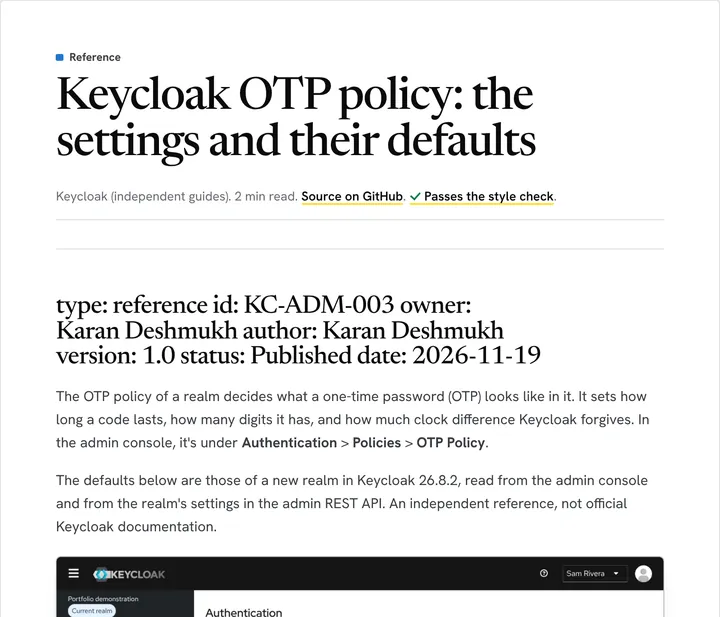 Reference
Keycloak OTP policy: the
settings and their defaults
Keycloak (independent guides). 2 min read. Source on GitHub. ✓ Passes the style check.
type: reference id: KC-ADM-003 owner:
Karan Deshmukh author: Karan Deshmukh
version: 1.0 status: Published date: 2026-11-19
The OTP policy of a realm decides what a one-time password (OTP) looks like in it. It sets how
long a code lasts, how many digits it has, and how much clock difference Keycloak forgives. In
the admin console, it's under Authentication > Policies > OTP Policy.
The defaults below are those of a new realm in Keycloak 26.8.2, read from the admin console
and from the realm's settings in the admin REST API. An independent reference, not official
Keycloak documentation.
KEYCLOAK
Sam Rivera
Portfolio demonstration
Current realm
Authentication